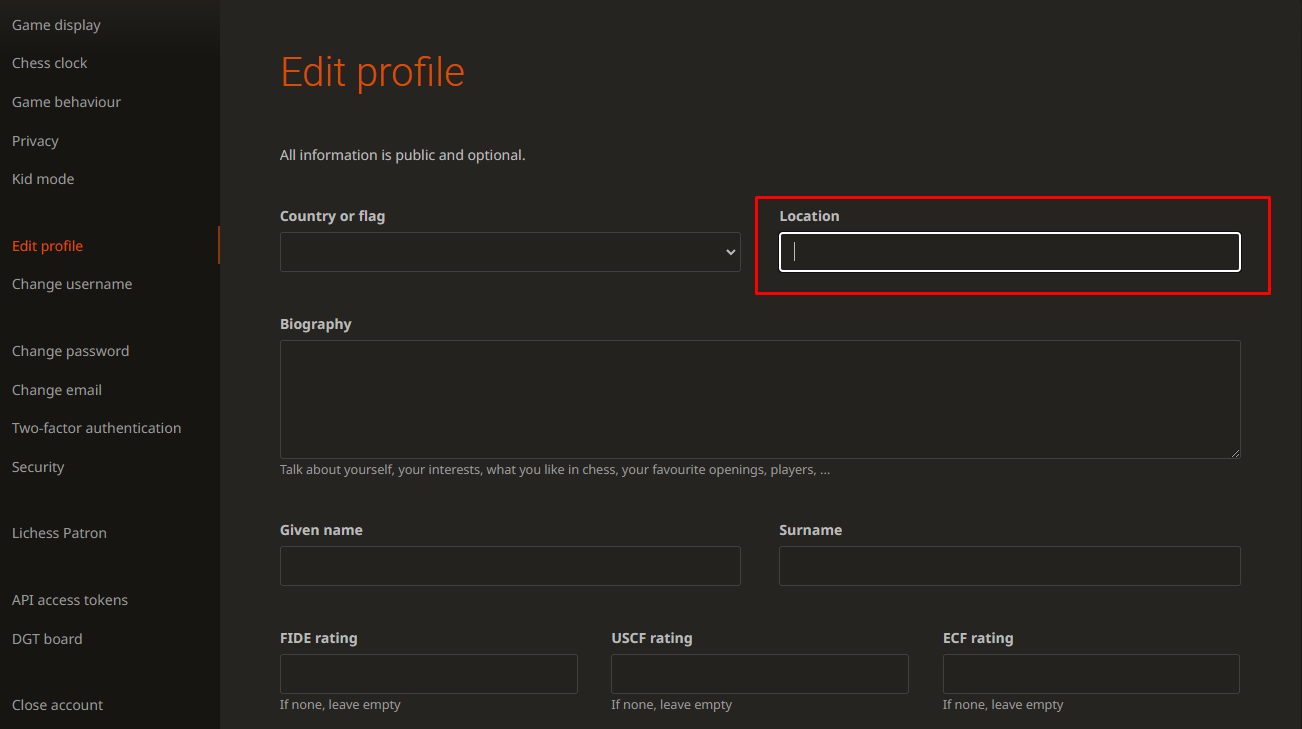 Game display
Chess clock
Game behaviour
Privacy
Kid mode
Edit profile
Change username
Change password
Change email
Two-factor authentication
Security
Lichess Patron
API access tokens
DGT board
Close account
Edit profile
All information is public and optional.
Country or flag
Location
Biography
Talk about yourself, your interests, what you like in chess, your favourite openings, players, ...
Given name
Surname
FIDE rating
USCF rating
ECF rating
If none, leave empty
If none, leave empty
If none, leave empty